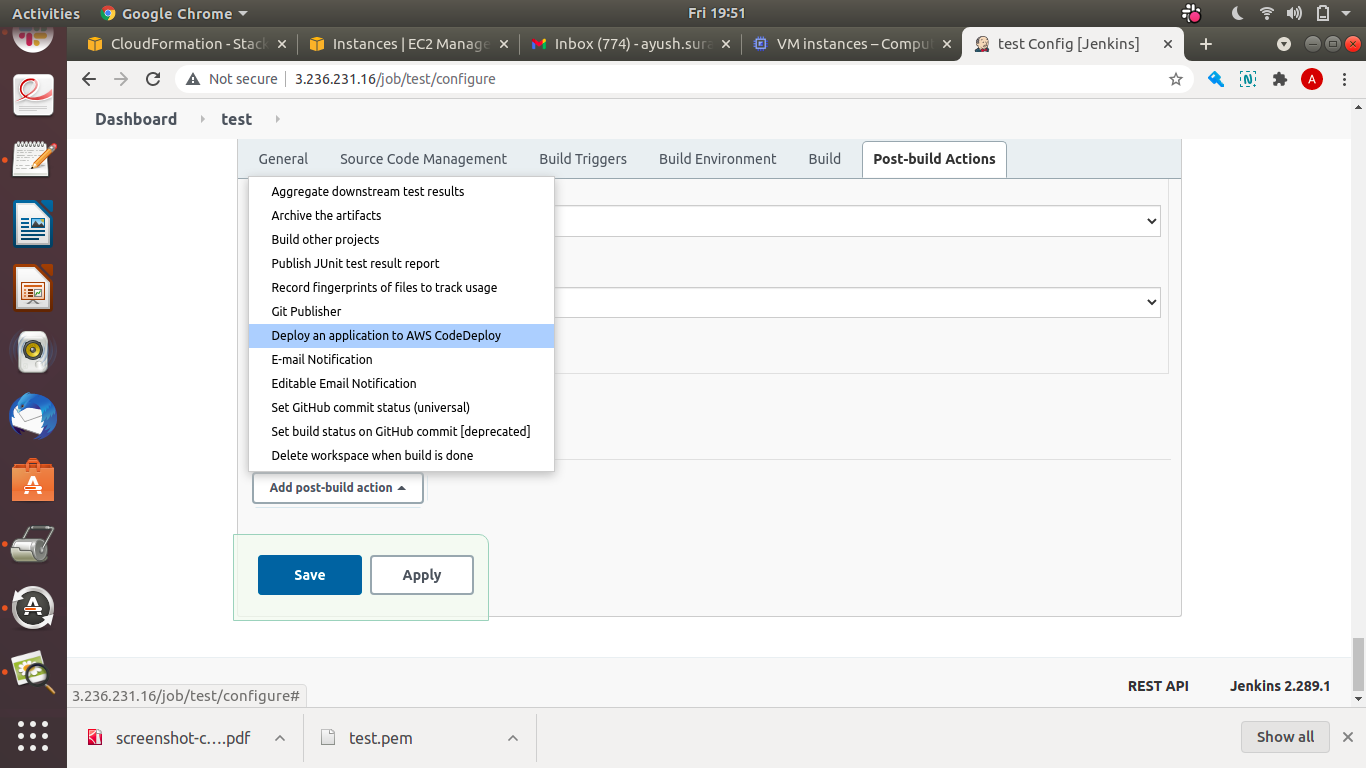 Activities Google Chrome Fri 19:51
CloudFormation - Stack Instances | EC2 Manage Inbox (774) - ayush.sura VM instances – Compu test Config [Jenkins]
Not secure 3.236.231.16/job/test/configure A
Dashboard test
General Source Code Management Build Triggers Build Environment Build Post-build Actions
Aggregate downstream test results
Archive the artifacts
Build other projects
Publish JUnit test result report
Record fingerprints of files to track usage
Git Publisher
Deploy an application to AWS CodeDeploy
E-mail Notification
Editable Email Notification
Set GitHub commit status (universal)
Set build status on GitHub commit [deprecated]
Delete workspace when build is done
Add post-build action
Save Apply
REST API Jenkins 2.289.1
3.236.231.16/job/test/configure#
screenshot-c....pdf test.pem Show all